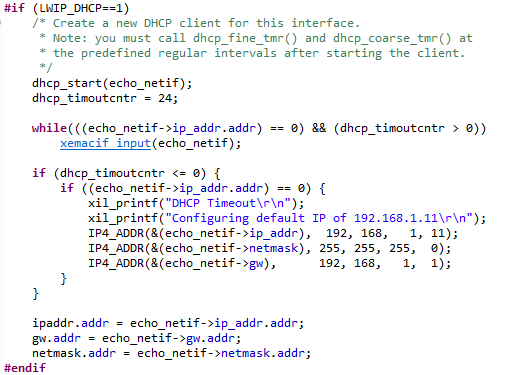 #if (LWIP_DHCP==1)
    /* Create a new DHCP client for this interface.
     * Note: you must call dhcp_fine_tmr() and dhcp_coarse_tmr() at
     * the predefined regular intervals after starting the client.
     */
    dhcp_start(echo_netif);
    dhcp_timoutcntr = 24;

    while(((echo_netif->ip_addr.addr) == 0) && (dhcp_timoutcntr > 0))
        xemacif_input(echo_netif);

    if (dhcp_timoutcntr <= 0) {
        if ((echo_netif->ip_addr.addr) == 0) {
            xil_printf("DHCP Timeout\r\n");
            xil_printf("Configuring default IP of 192.168.1.11\r\n");
            IP4_ADDR(&(echo_netif->ip_addr),  192, 168,   1, 11);
            IP4_ADDR(&(echo_netif->netmask), 255, 255, 255,  0);
            IP4_ADDR(&(echo_netif->gw),      192, 168,   1,  1);
        }
    }

    ipaddr.addr = echo_netif->ip_addr.addr;
    gw.addr = echo_netif->gw.addr;
    netmask.addr = echo_netif->netmask.addr;
#endif